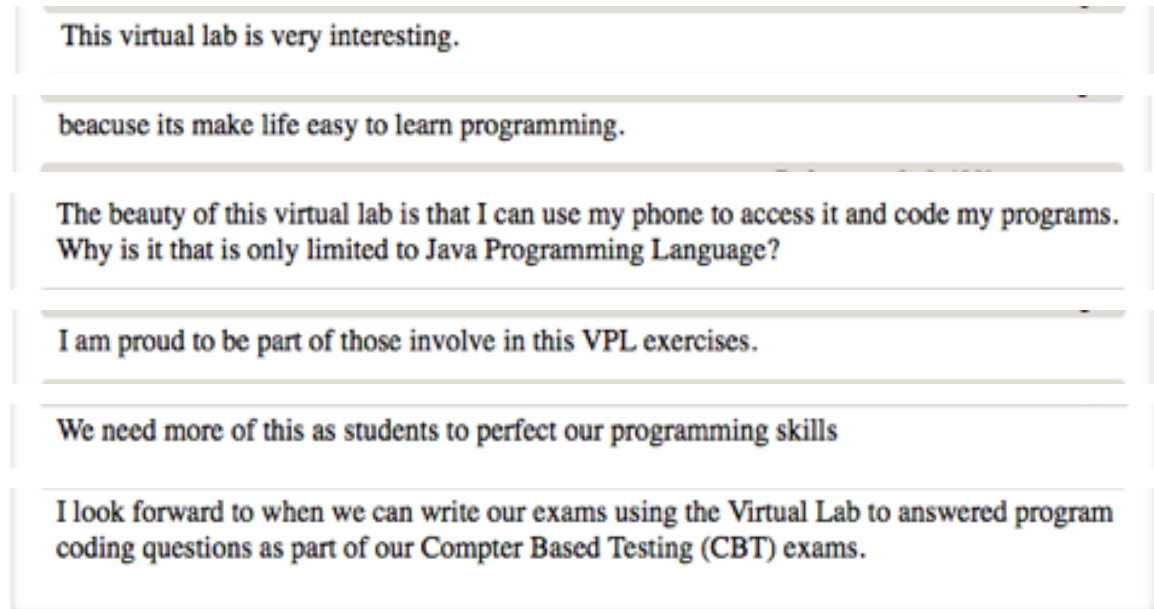 This virtual lab is very interesting.
beacuse its make life easy to learn programming.
The beauty of this virtual lab is that I can use my phone to access it and code my programs.
Why is it that is only limited to Java Programming Language?
I am proud to be part of those involve in this VPL exercises.
We need more of this as students to perfect our programming skills
I look forward to when we can write our exams using the Virtual Lab to answered program
coding questions as part of our Compter Based Testing (CBT) exams.